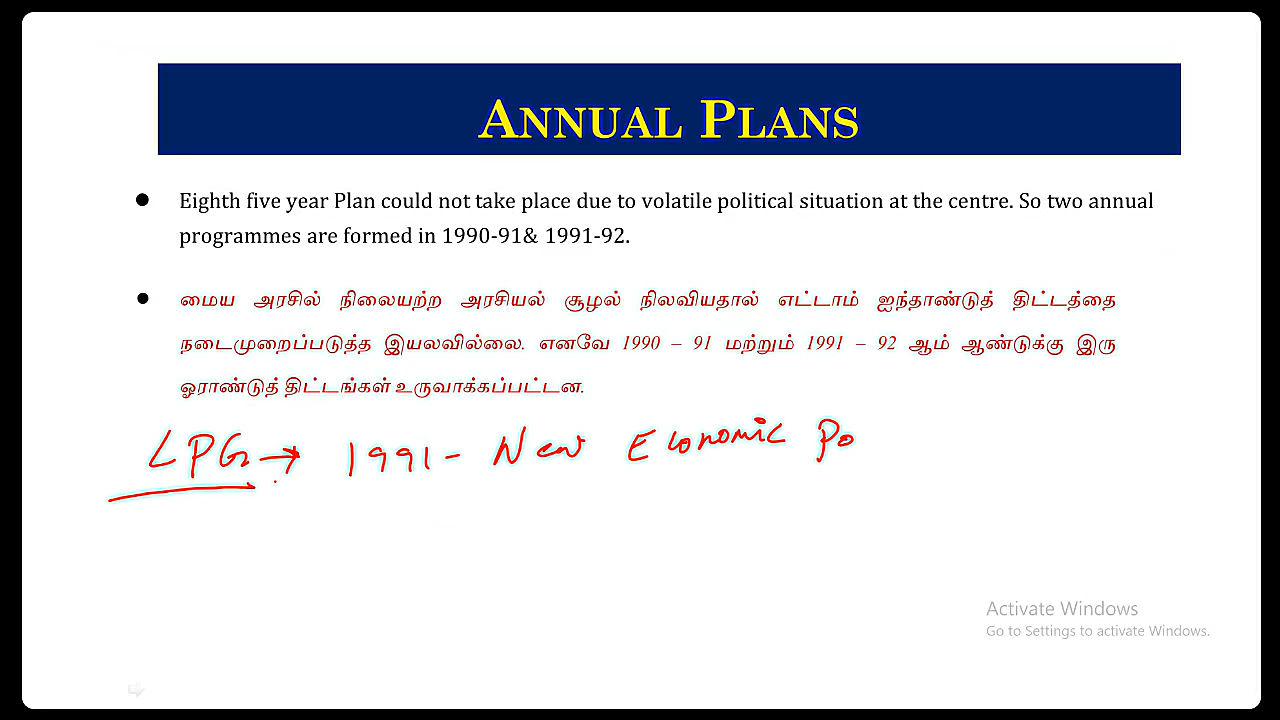 ANNUAL PLANS
● Eighth five year Plan could not take place due to volatile political situation at the centre. So two annual
programmes are formed in 1990-91& 1991-92.
● மைய அரசில் நிலையற்ற அரசியல் சூழல் நிலவியதால் எட்டாம் ஐந்தாண்டுத் திட்டத்தை
நடைமுறைப்படுத்த இயலவில்லை. எனவே 1990 – 91 மற்றும் 1991 – 92 ஆம் ஆண்டுக்கு இரு
ஓராண்டுத் திட்டங்கள் உருவாக்கப்பட்டன.
LPG → 1991 - New Economic Po
Activate Windows
Go to Settings to activate Windows.